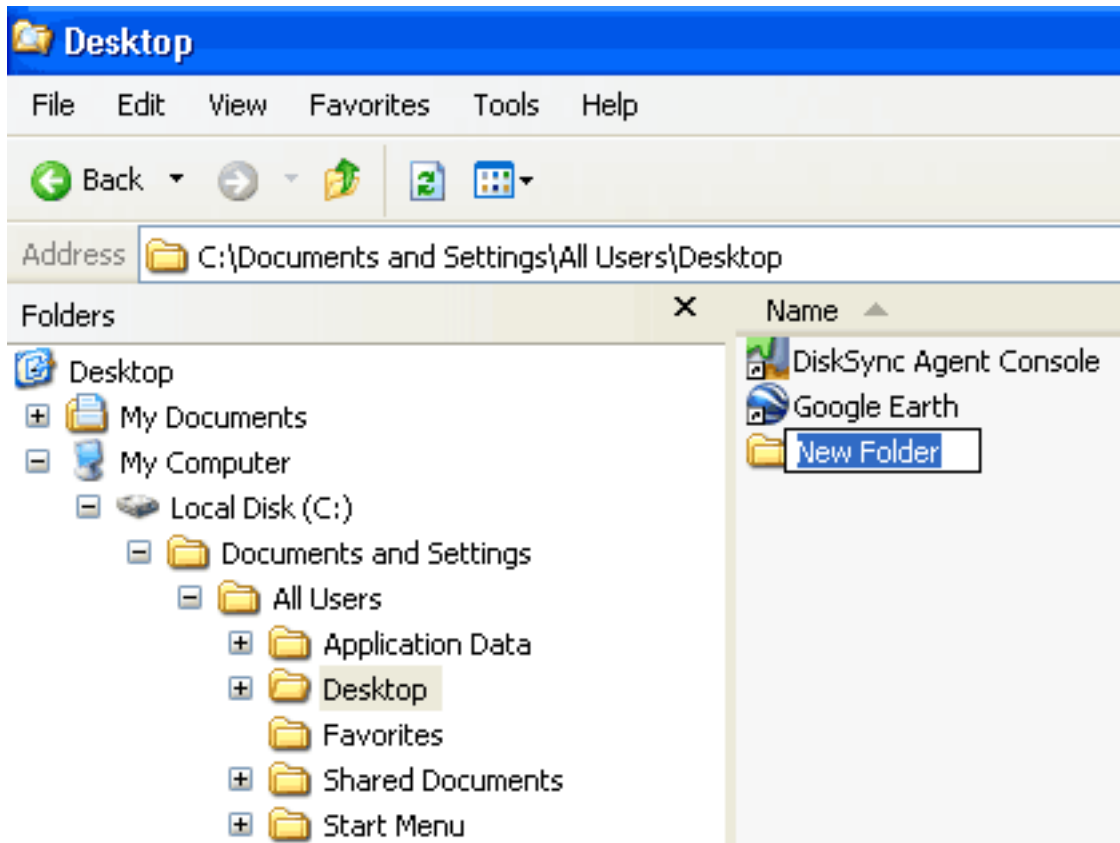 Desktop
File Edit View Favorites Tools Help
Back
Address C:\Documents and Settings\All Users\Desktop
Folders
Name
Desktop
My Documents
My Computer
Local Disk (C:)
Documents and Settings
All Users
Application Data
Desktop
Favorites
Shared Documents
Start Menu
DiskSync Agent Console
Google Earth
New Folder